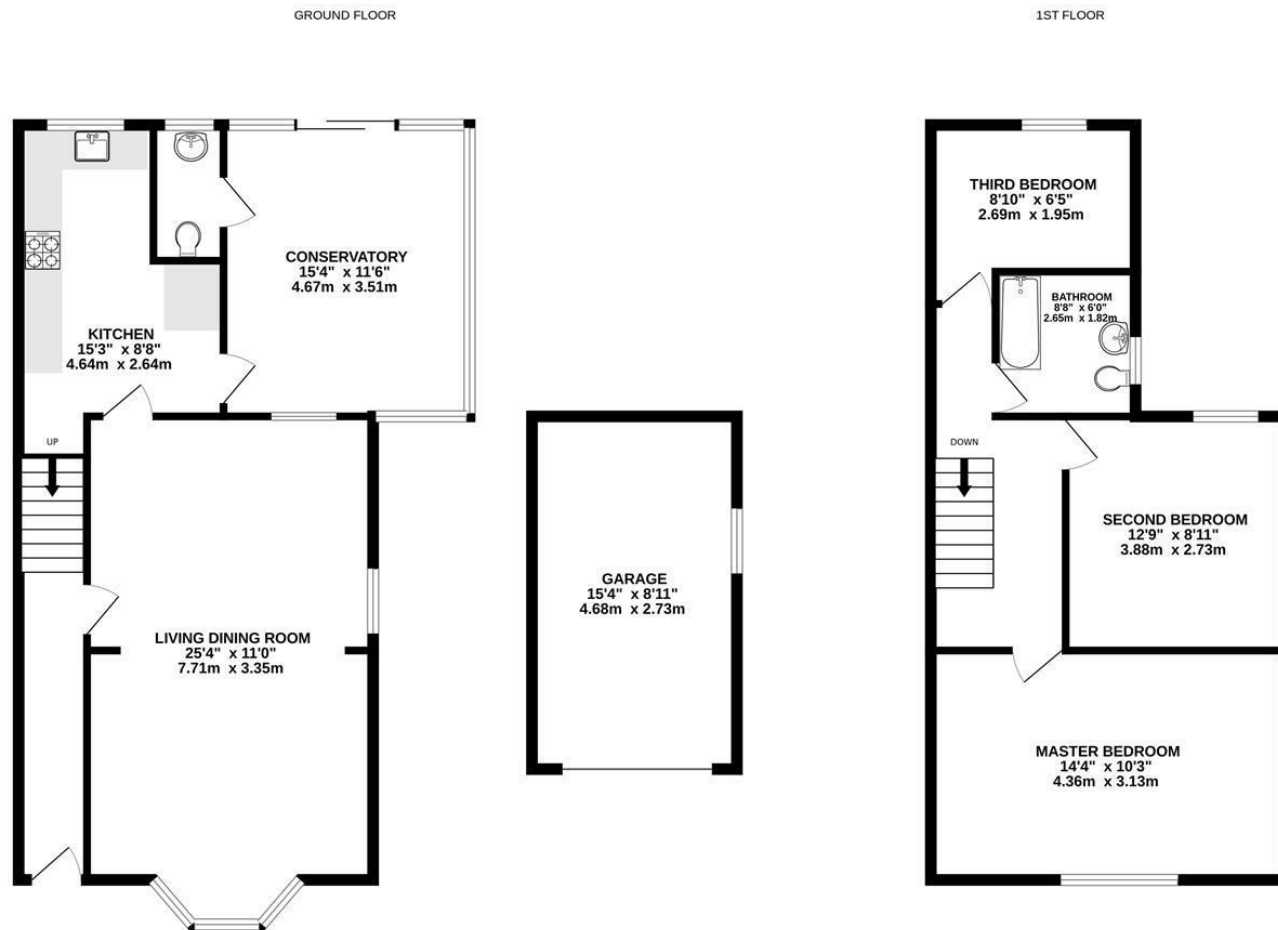 GROUND FLOOR
1ST FLOOR
THIRD BEDROOM
8'10" x 6'5"
2.69m x 1.95m
CONSERVATORY
15'4" x 11'6"
4.67m x 3.51m
BATHROOM
8'8" x 6'0"
2.65m x 1.82m
KITCHEN
15'3" x 8'8"
4.64m x 2.64m
UP
DOWN
SECOND BEDROOM
12'9" x 8'11"
3.88m x 2.73m
GARAGE
15'4" x 8'11"
4.68m x 2.73m
LIVING DINING ROOM
25'4" x 11'0"
7.71m x 3.35m
MASTER BEDROOM
14'4" x 10'3"
4.36m x 3.13m